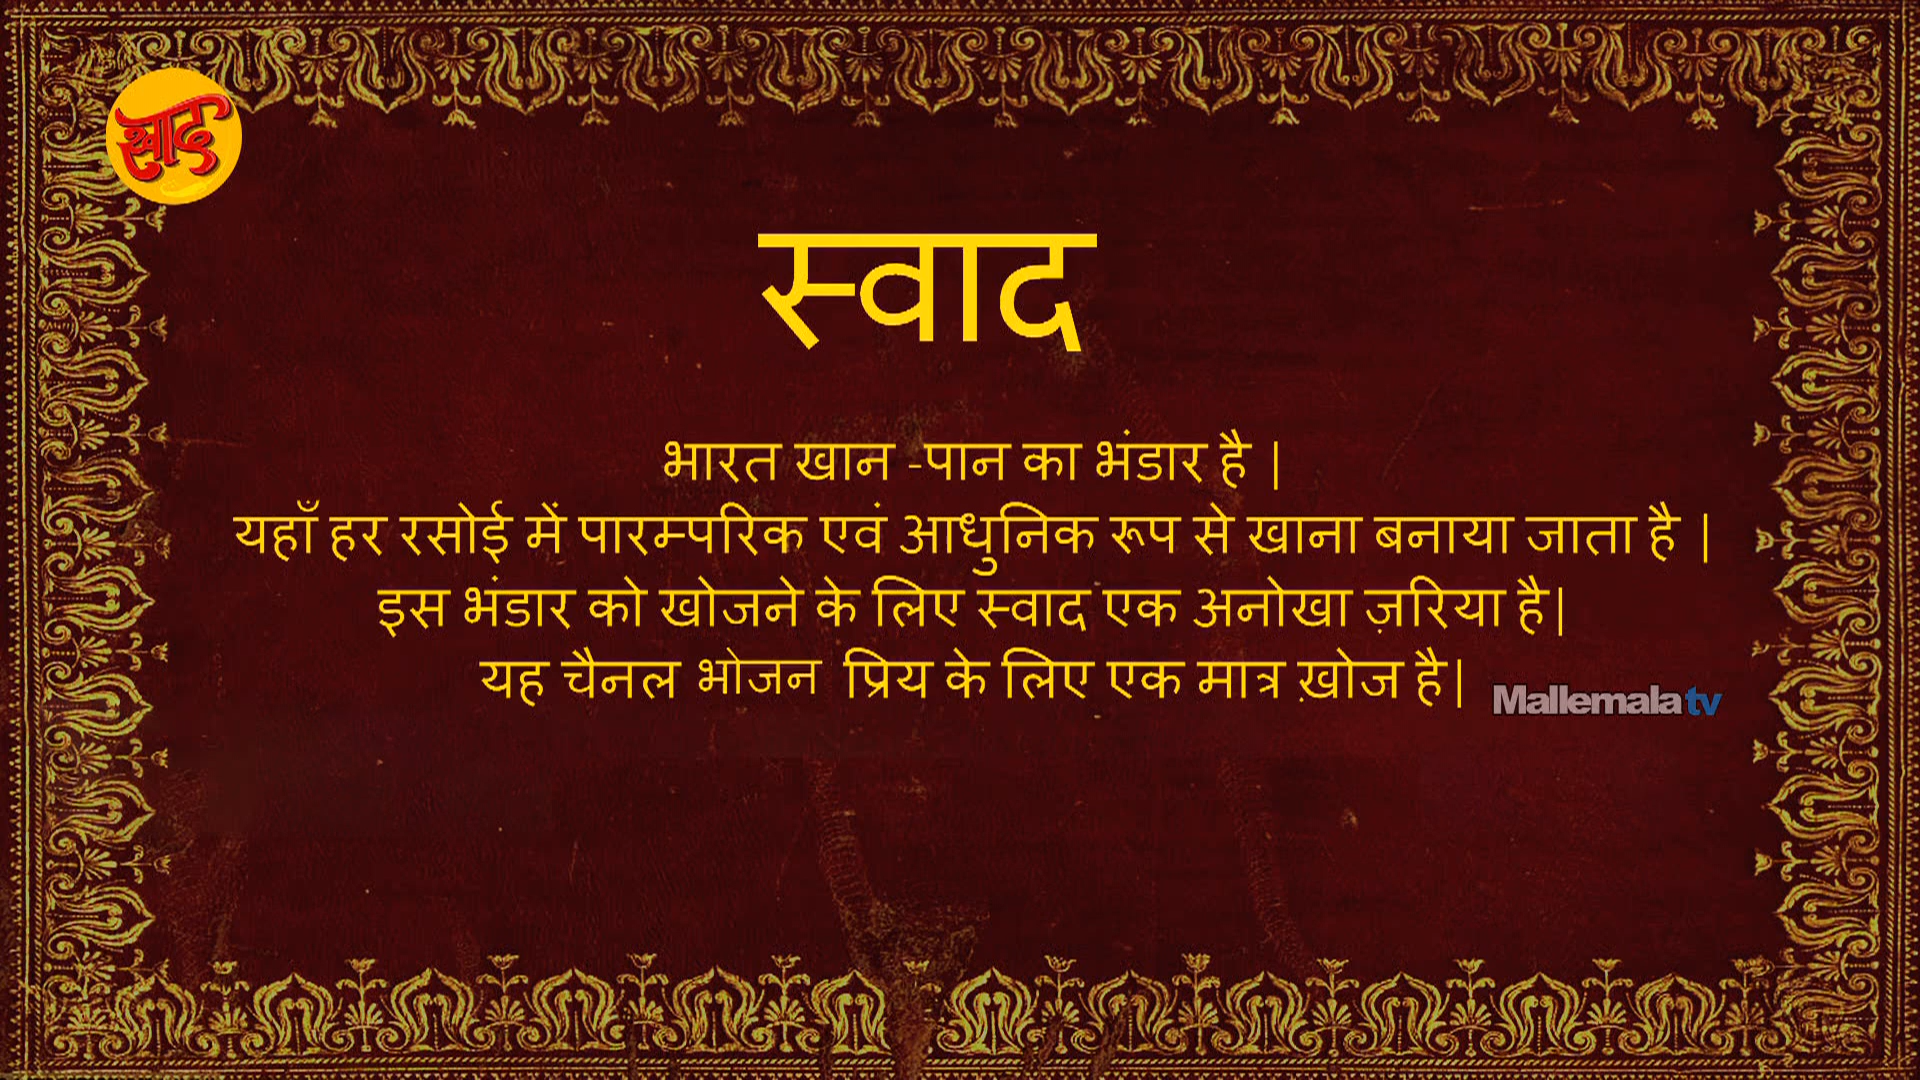 स्वाद
स्वाद
भारत खान -पान का भंडार है |
यहाँ हर रसोई में पारम्परिक एवं आधुनिक रूप से खाना बनाया जाता है |
इस भंडार को खोजने के लिए स्वाद एक अनोखा ज़रिया है|
यह चैनल भोजन प्रिय के लिए एक मात्र ख़ोज है|
Mallemalatv